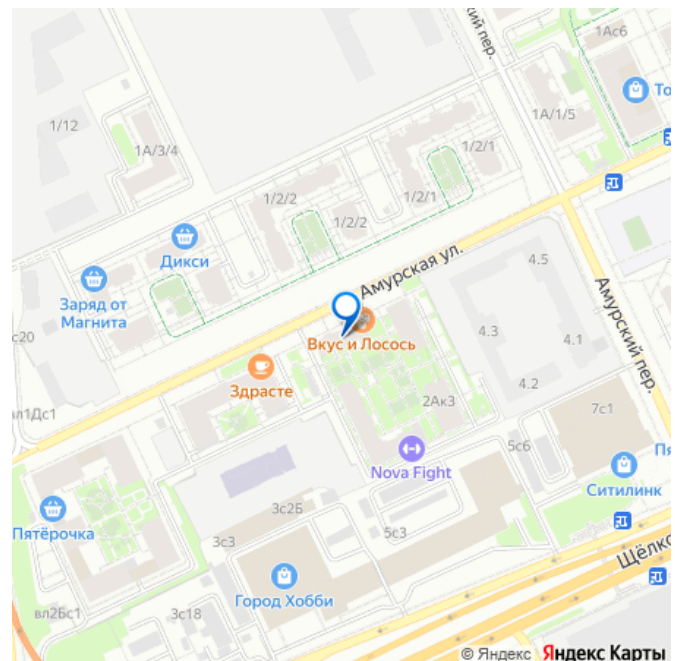 1Ас6
То
кий пер.
1А/1/5
1/12
1А/3/4
1/2/1
1/2/2
1/2/1
1/2/2
Дикси
Амурская ул.
4.5
Заряд от
Магнита
Амурский пер.
с20
4.3
4.1
Вкус и Лосось
Здрасте
4.2
2Ак3
вл1Дс1
7с1
5с6
Пя
Nova Fight
Ситилинк
3с2Б
Пятёрочка
3с3
5с3
Щёлко
Город Хобби
вл2Бс1
3с18
© Яндекс Яндекс Карты